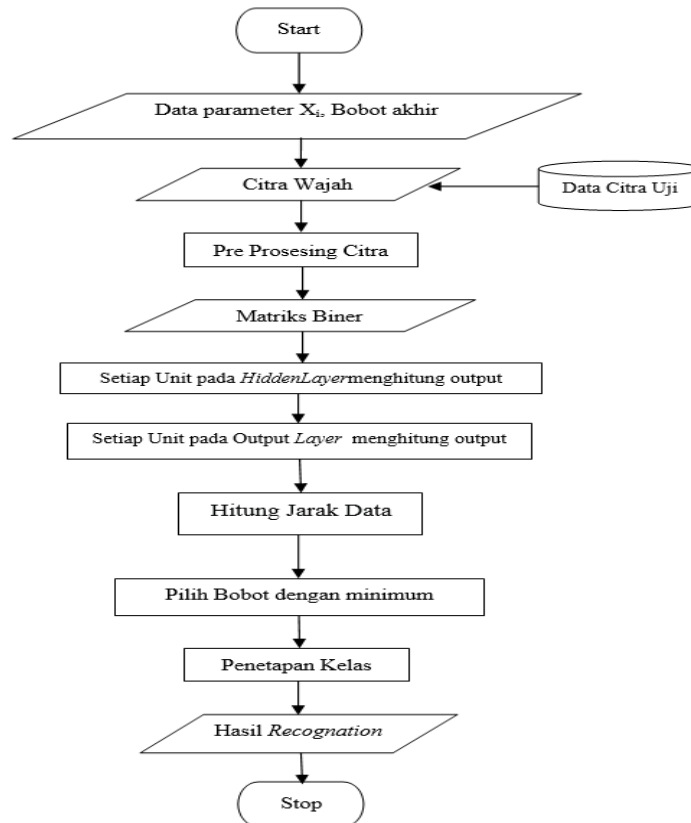 Start
Data parameter Xi, Bobot akhir
Citra Wajah
Data Citra Uji
Pre Prosesing Citra
Matriks Biner
Setiap Unit pada HiddenLayermenghitung output
Setiap Unit pada Output Layer menghitung output
Hitung Jarak Data
Pilih Bobot dengan minimum
Penetapan Kelas
Hasil Recognation
Stop